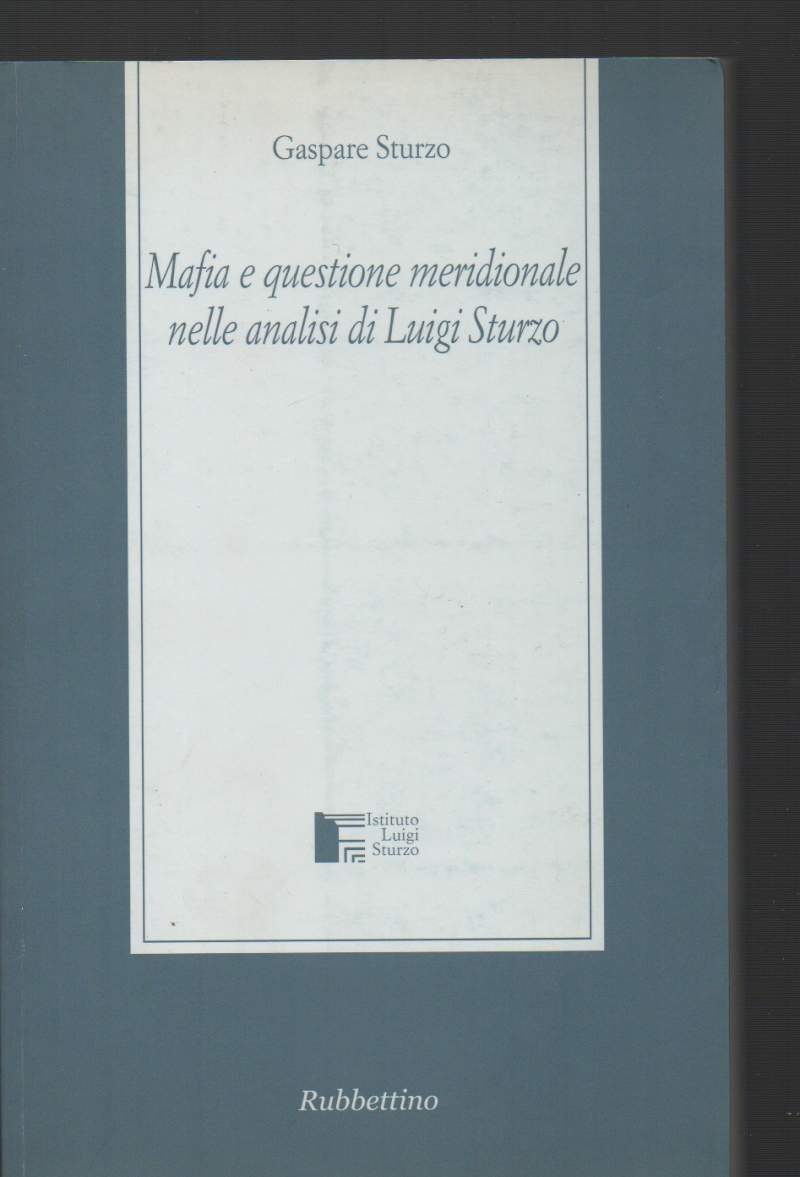 Gaspare Sturzo
Mafia e questione meridionale
nelle analisi di Luigi Sturzo
Istituto
Luigi
Sturzo
Rubbettino